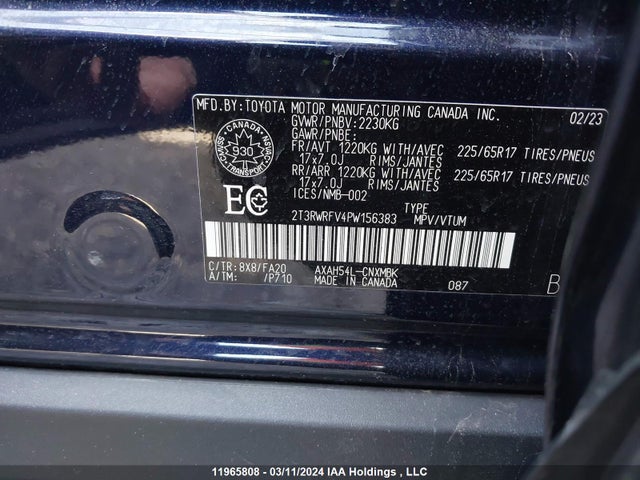 MFD.BY:TOYOTA MOTOR MANUFACTURING CANADA INC. 02/23
GVWR/PNBV:2230KG
GAWR/PNBE:
FR/AVT 1220KG WITH/AVEC 225/65R17 TIRES/PNEUS
17x7.0J RIMS/JANTES
RR/ARR 1220KG WITH/AVEC 225/65R17 TIRES/PNEUS
17x7.0J RIMS/JANTES
ICES/NMB-002
CANADA
930
TRANSPORT
EC
TYPE
2T3RWRFV4PW156383 MPV/VTUM
C/TR:8X8/FA20 AXAH54L-CNXMBK
A/TM: /P710 MADE IN CANADA 087 B
11965808 - 03/11/2024 IAA Holdings , LLC